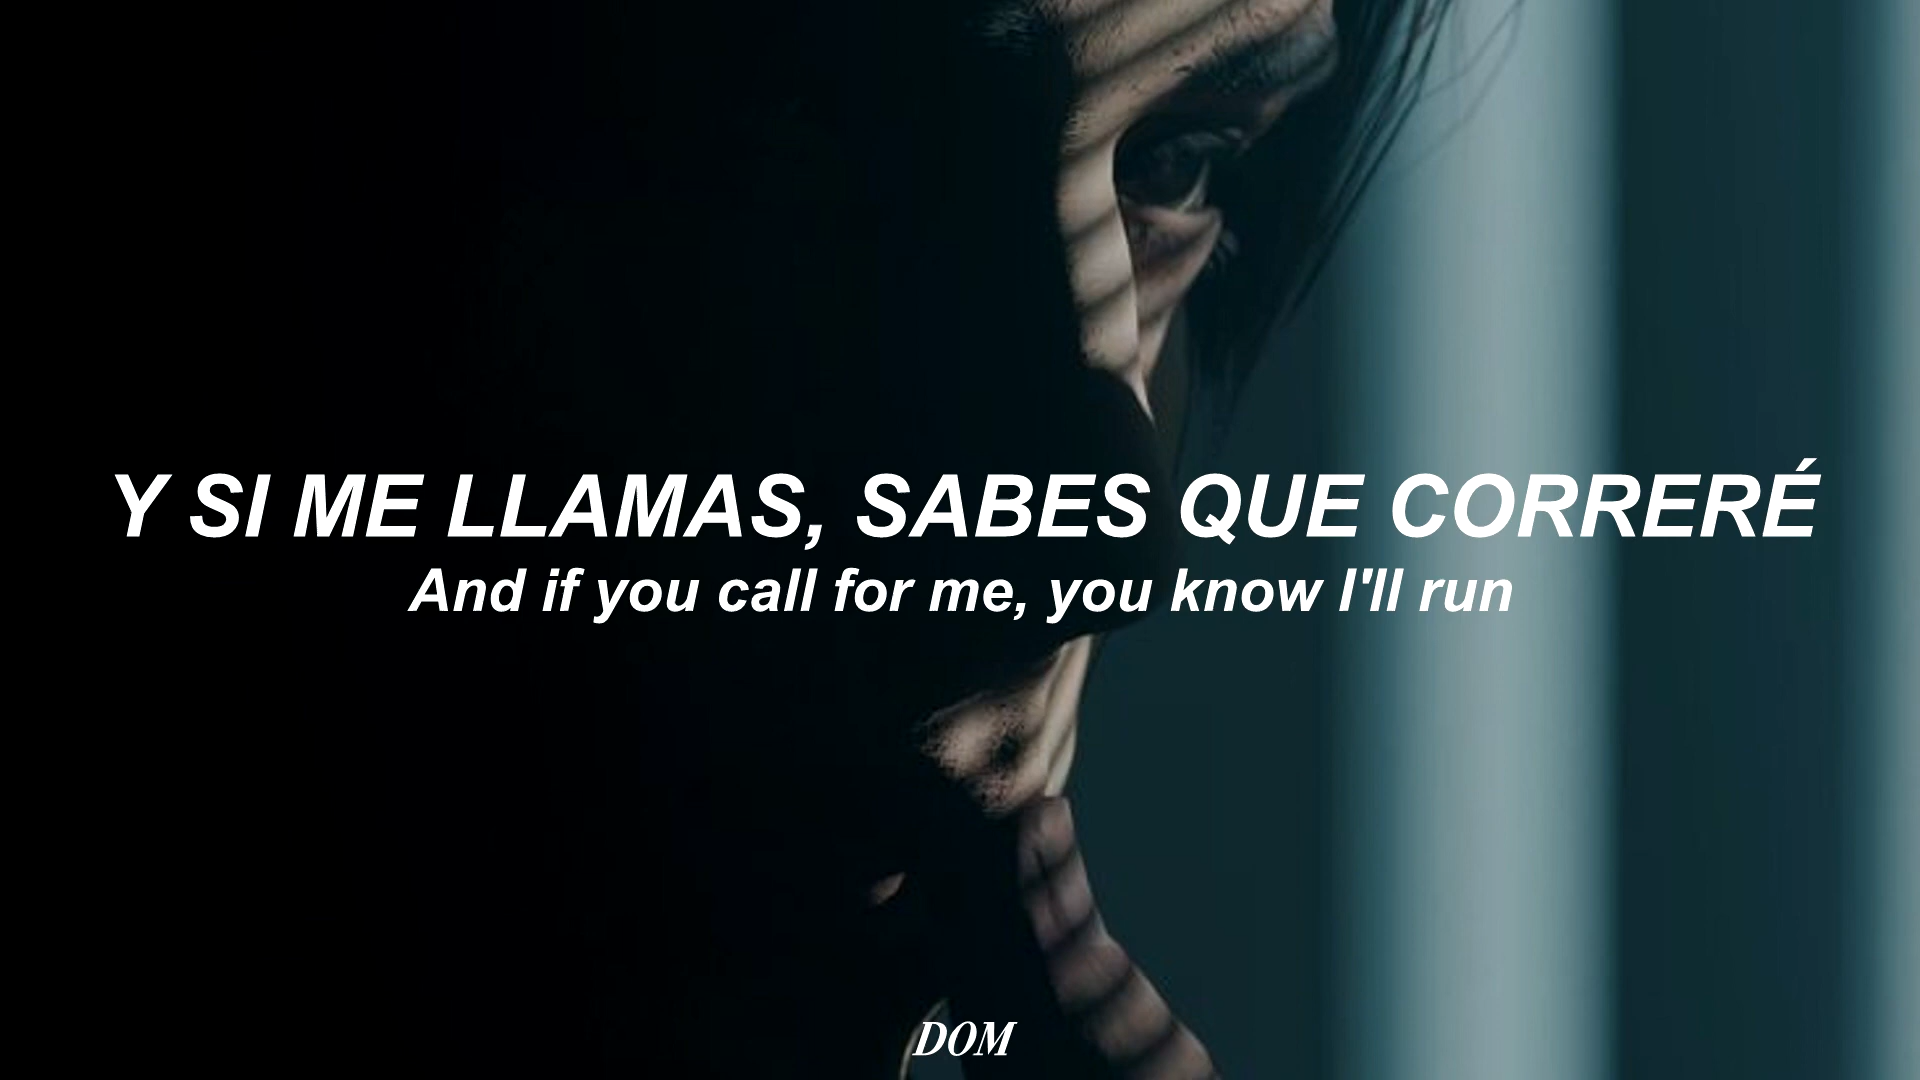 Y SI ME LLAMAS, SABES QUE CORRERÉ
And if you call for me, you know I'll run
DOM